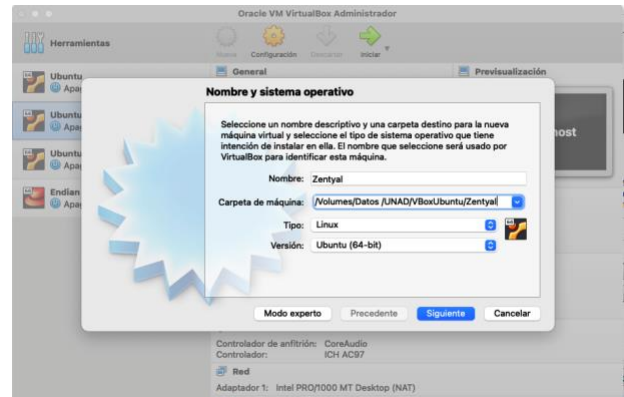 Oracle VM VirtualBox Administrador
Herramientas
Nueva Configuración Descartar Iniciar
General
Previsualización
Ubuntu
Apa
Ubuntu
Apa
Ubuntu
Apa
Endian
Apa
Nombre y sistema operativo
Seleccione un nombre descriptivo y una carpeta destino para la nueva
máquina virtual y seleccione el tipo de sistema operativo que tiene
intención de instalar en ella. El nombre que seleccione será usado por
VirtualBox para identificar esta máquina.
Nombre: Zentyal
Carpeta de máquina: /Volumes/Datos /UNAD/VBoxUbuntu/Zentyal
Tipo: Linux
Versión: Ubuntu (64-bit)
host
Modo experto Precedente Siguiente Cancelar
Controlador de anfitrión: CoreAudio
Controlador: ICH AC97
Red
Adaptador 1: Intel PRO/1000 MT Desktop (NAT)